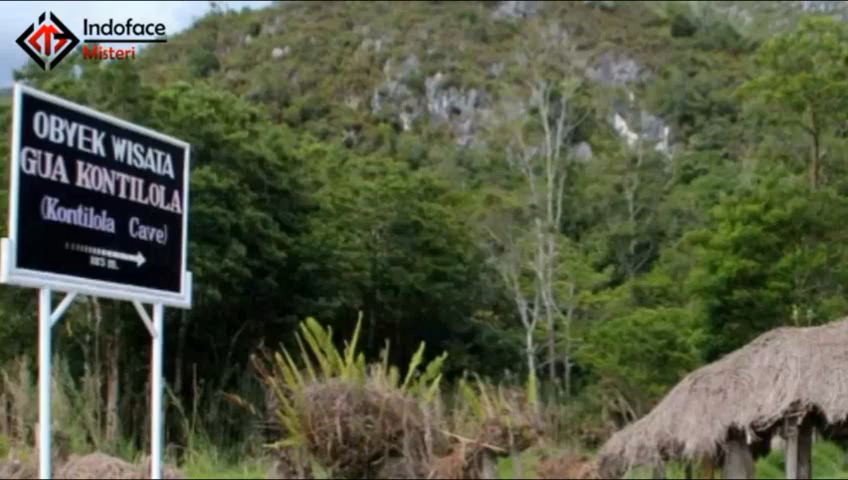 Indoface
Misteri
OBYEK WISATA
GUA KONTILOLA
(Kontilola Cave)